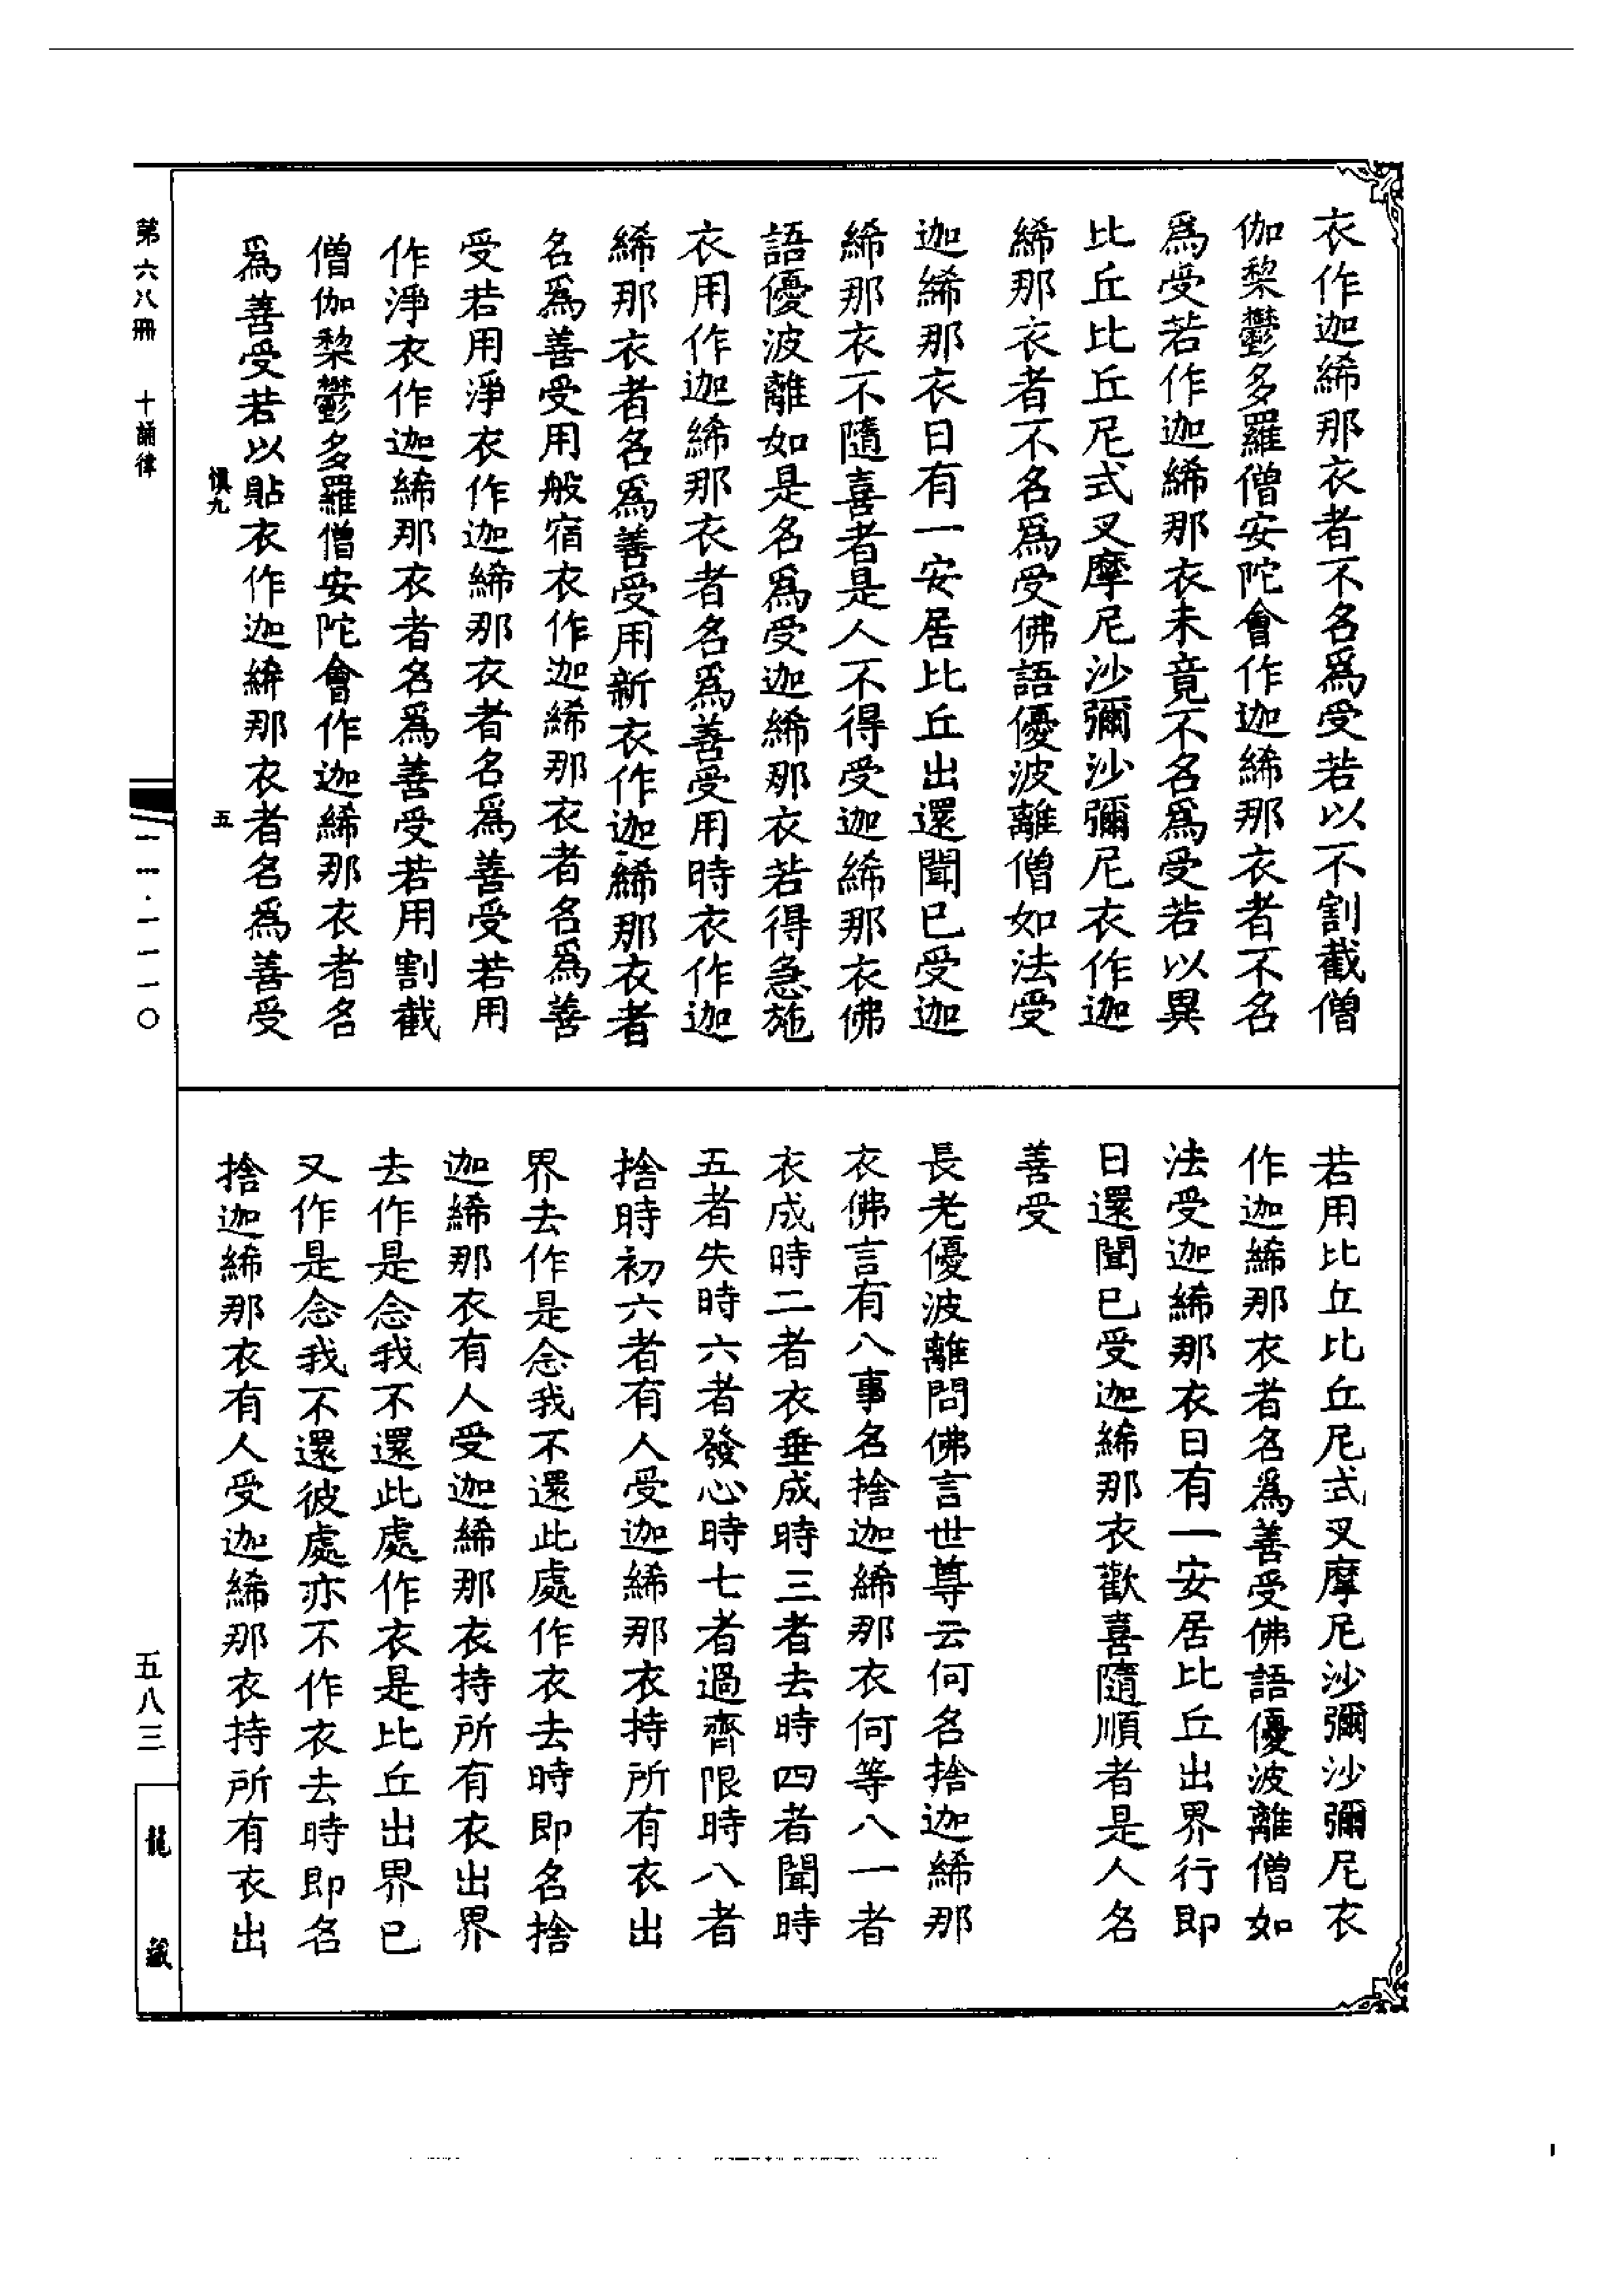 衣作迦絺那衣者不名爲受若以不割截僧
伽棃鬱多羅僧安陀會作迦絺那衣者不名
爲受若作迦絺那衣未竟不名爲受若以異
比丘比丘尼式叉摩尼沙彌沙彌尼衣作迦
絺那衣者不名爲受佛語優波離僧如法受
迦絺那衣日有一安居比丘出還聞已受迦
絺那衣不隨喜者是人不得受迦絺那衣佛
語優波離如是名爲受迦絺那衣若得急施
衣用作迦絺那衣者名爲善受用時衣作迦
絺那衣者名爲善受用新衣作迦絺那衣者
名爲善受用般宿衣作迦絺那衣者名爲善
受若用淨衣作迦絺那衣者名爲善受若用
作淨衣作迦絺那衣者名爲善受若用割截
僧伽棃鬱多羅僧安陀會作迦絺那衣者名
爲善受若以貼衣作迦絺那衣者名爲善受
慎九
五
若用比丘比丘尼式叉摩尼沙彌沙彌尼衣
作迦絺那衣者名爲善受佛語優波離僧如
法受迦絺那衣日有一安居比丘出界行即
日還聞已受迦絺那衣歡喜隨順者是人名
善受
長老優波離問佛言世尊云何名捨迦絺那
衣佛言有八事名捨迦絺那衣何等八一者
衣成時二者衣垂成時三者去時四者聞時
五者失時六者發心時七者過齊限時八者
捨時初六者有人受迦絺那衣持所有衣出
界去作是念我不還此處作衣去時即名捨
迦絺那衣有人受迦絺那衣持所有衣出界
去作是念我不還此處作衣是比丘出界已
又作是念我不還彼處亦不作衣去時即名
捨迦絺那衣有人受迦絺那衣持所有衣出
第六八冊 十誦律
一一一·一一一〇
五八三
龍藏